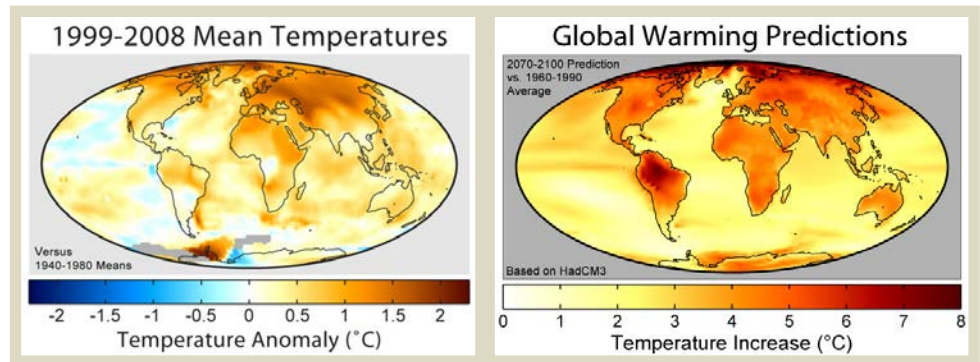 1999-2008 Mean Temperatures
Versus
1940-1980 Means
-2 -1.5 -1 -0.5 0 0.5 1 1.5 2
Temperature Anomaly (˚C)
Global Warming Predictions
2070-2100 Prediction
vs. 1960-1990
Average
Based on HadCM3
0 1 2 3 4 5 6 7 8
Temperature Increase (°C)